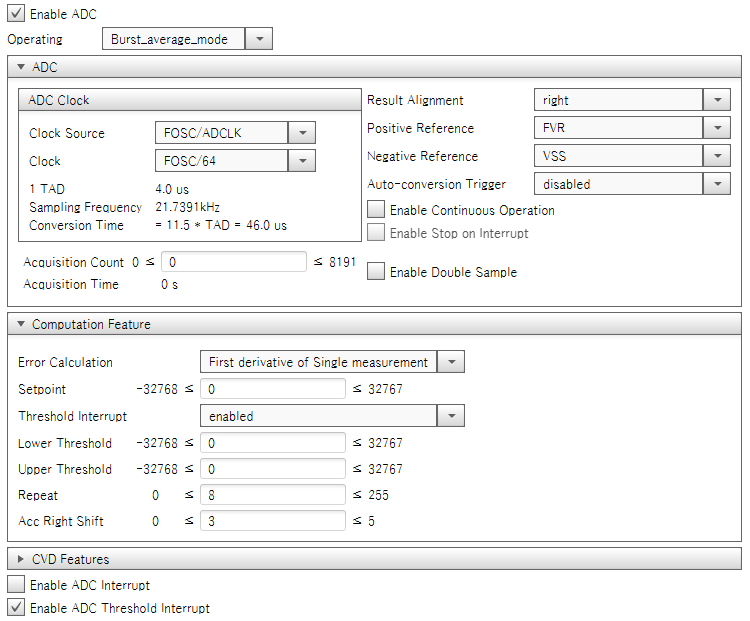 Enable ADC
Operating Burst_average_mode
ADC
ADC Clock
Clock Source FOSC/ADCLK
Clock FOSC/64
1 TAD 4.0 us
Sampling Frequency 21.7391kHz
Conversion Time = 11.5 * TAD = 46.0 us
Acquisition Count 0 ≤ 0 ≤ 8191
Acquisition Time 0 s
Result Alignment right
Positive Reference FVR
Negative Reference VSS
Auto-conversion Trigger disabled
Enable Continuous Operation
Enable Stop on Interrupt
Enable Double Sample
Computation Feature
Error Calculation First derivative of Single measurement
Setpoint -32768 ≤ 0 ≤ 32767
Threshold Interrupt enabled
Lower Threshold -32768 ≤ 0 ≤ 32767
Upper Threshold -32768 ≤ 0 ≤ 32767
Repeat 0 ≤ 8 ≤ 255
Acc Right Shift 0 ≤ 3 ≤ 5
CVD Features
Enable ADC Interrupt
Enable ADC Threshold Interrupt